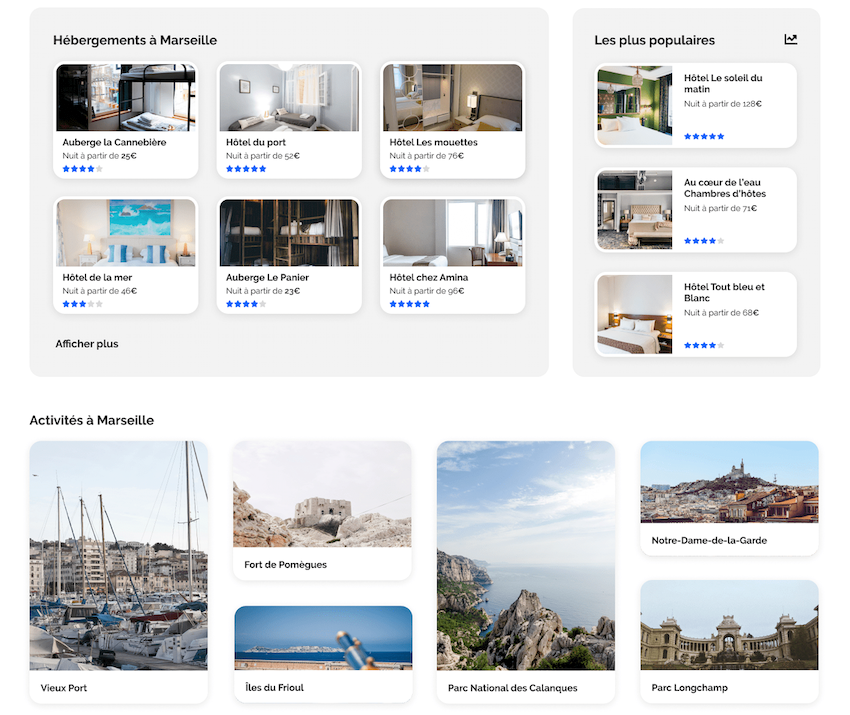 Hébergements à Marseille
Auberge la Cannebière
Nuit à partir de 25€
Hôtel du port
Nuit à partir de 52€
Hôtel Les mouettes
Nuit à partir de 76€
Hôtel de la mer
Nuit à partir de 46€
Auberge Le Panier
Nuit à partir de 23€
Hôtel chez Amina
Nuit à partir de 96€
Afficher plus
Les plus populaires
Hôtel Le soleil du
matin
Nuit à partir de 128€
Au cœur de l'eau
Chambres d'hôtes
Nuit à partir de 71€
Hôtel Tout bleu et
Blanc
Nuit à partir de 68€
Activités à Marseille
Vieux Port
Fort de Pomègues
Îles du Frioul
Parc National des Calanques
Notre-Dame-de-la-Garde
Parc Longchamp